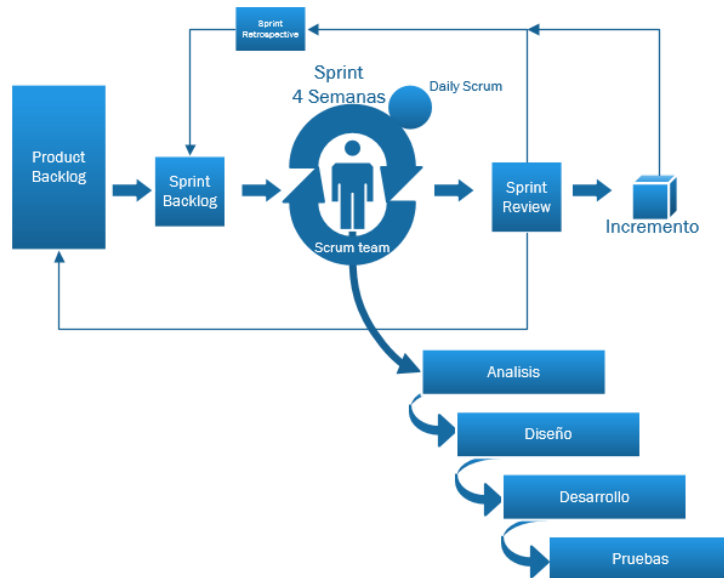 Sprint
Retrospective
Sprint
4 Semanas
Daily Scrum
Product
Backlog
Sprint
Backlog
Scrum team
Sprint
Review
Incremento
Analisis
Diseño
Desarrollo
Pruebas